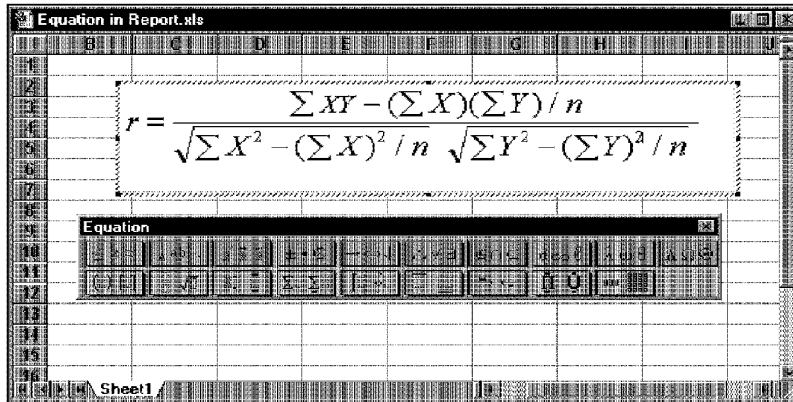 Equation in Report.xls
B C D E F G H I J
1
2
3
4
5
6
7
8
9
10
11
12
13
14
15
16
r = ∑ XY − (∑ X)(∑ Y) / n
√∑ X² − (∑ X)² / n √∑ Y² − (∑ Y)² / n
Equation
Sheet1